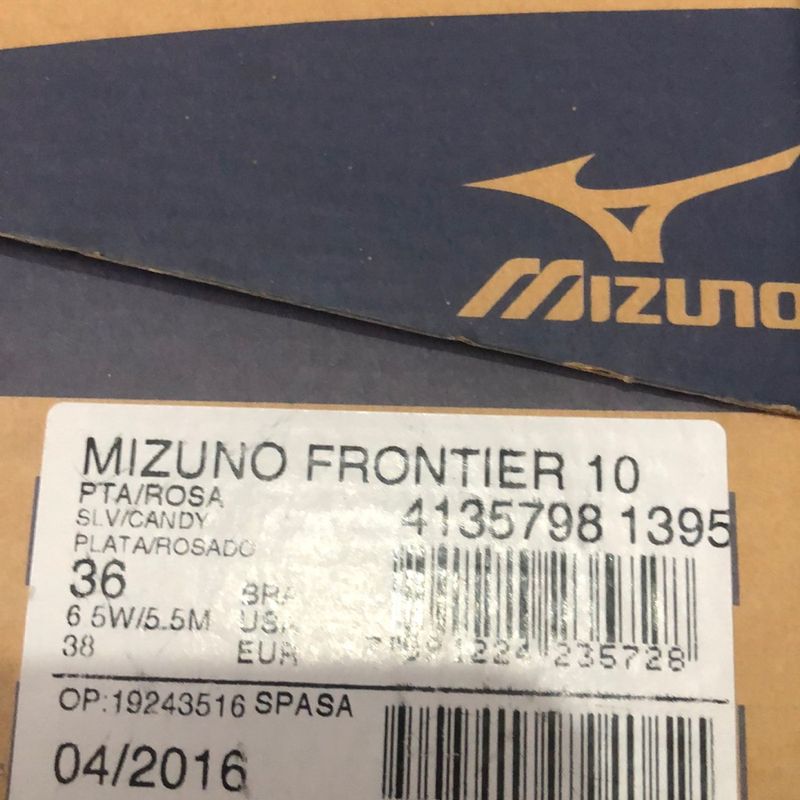 MIZUNO
MIZUNO FRONTIER 10
PTA/ROSA
SLV/CANDY
PLATA/ROSADO
4135798 1395
36 BRA
6.5W/5.5M USA
38 EUR
235728
OP:19243516 SPASA
04/2016